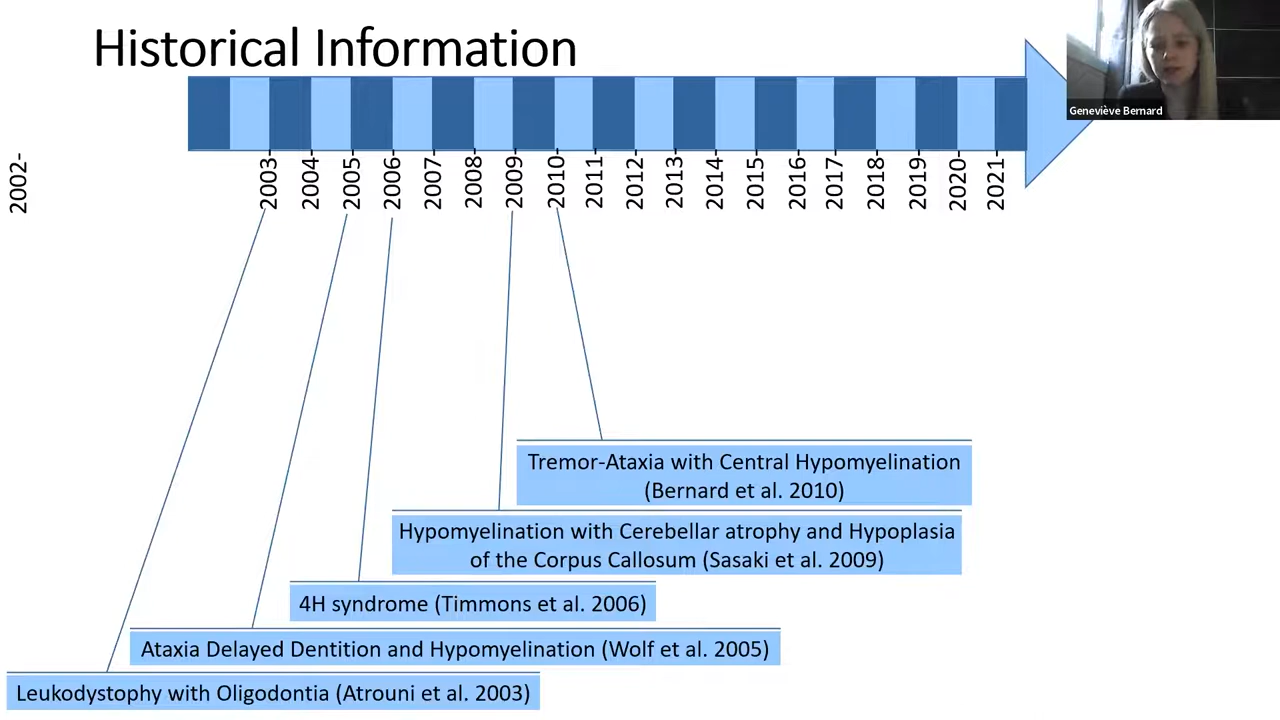 Historical Information
Geneviève Bernard
2002-
2003-
2004-
2005-
2006-
2007-
2008-
2009-
2010-
2011-
2012-
2013-
2014-
2015-
2016-
2017-
2018-
2019-
2020-
2021-
Tremor-Ataxia with Central Hypomyelination
(Bernard et al. 2010)
Hypomyelination with Cerebellar atrophy and Hypoplasia
of the Corpus Callosum (Sasaki et al. 2009)
4H syndrome (Timmons et al. 2006)
Ataxia Delayed Dentition and Hypomyelination (Wolf et al. 2005)
Leukodystophy with Oligodontia (Atrouni et al. 2003)